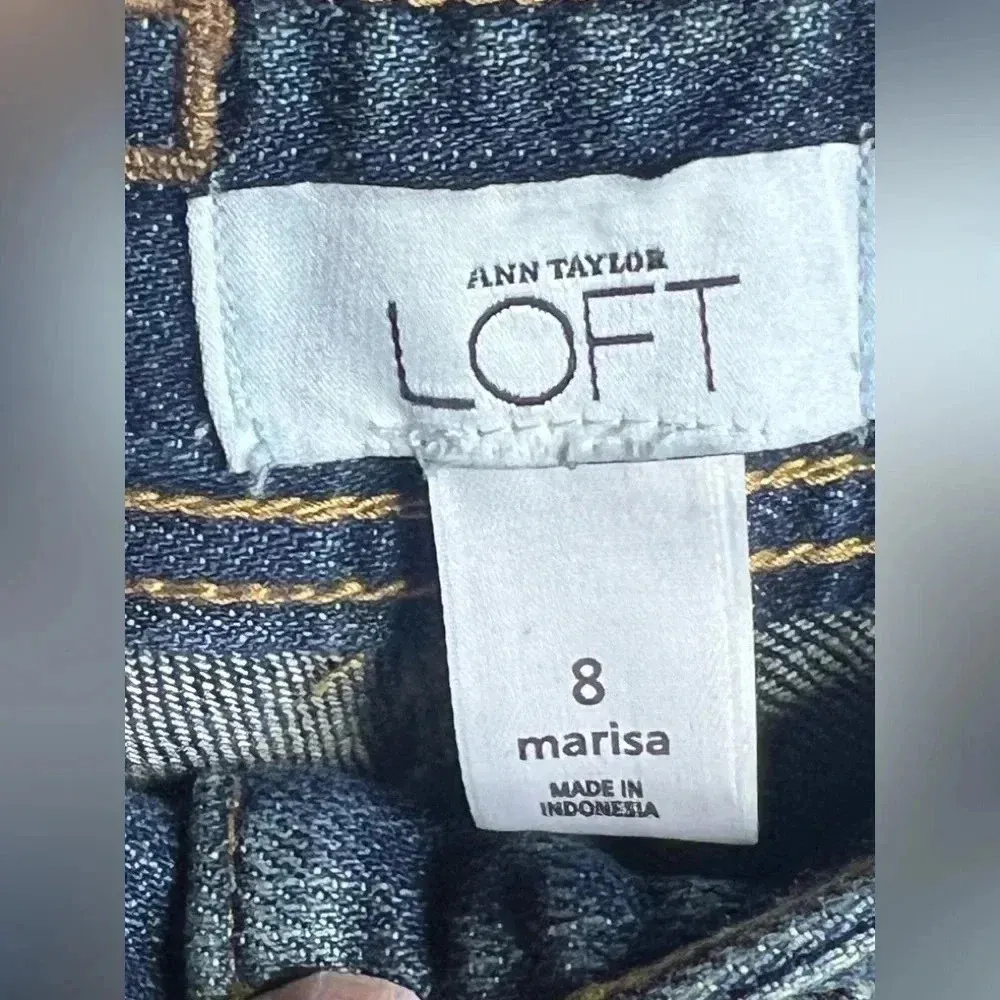 ANN TAYLOR
LOFT
8
marisa
MADE IN
INDONESIA